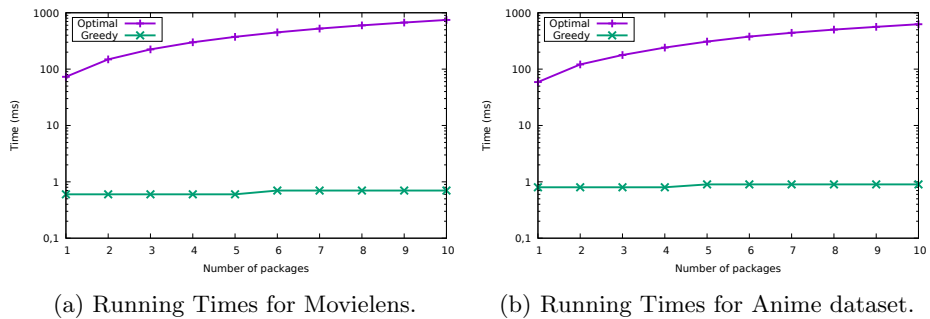 1000
100
10
1
0,1
Time (ms)
Optimal
Greedy
1 2 3 4 5 6 7 8 9 10
Number of packages
(a) Running Times for Movielens.
1000
100
10
1
0,1
Time (ms)
Optimal
Greedy
1 2 3 4 5 6 7 8 9 10
Number of packages
(b) Running Times for Anime dataset.